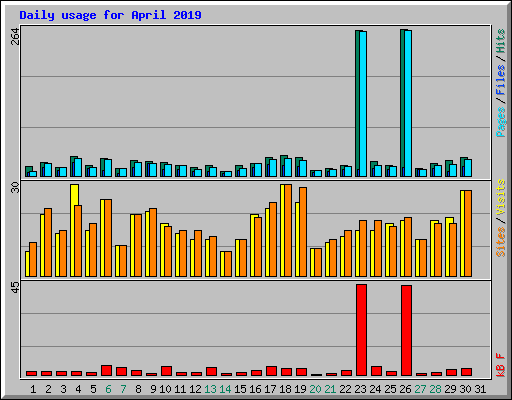 Daily usage for April 2019
264
Pages / Files / Hits
30
Sites / Visits
45
kB F
1 2 3 4 5 6 7 8 9 10 11 12 13 14 15 16 17 18 19 20 21 22 23 24 25 26 27 28 29 30 31